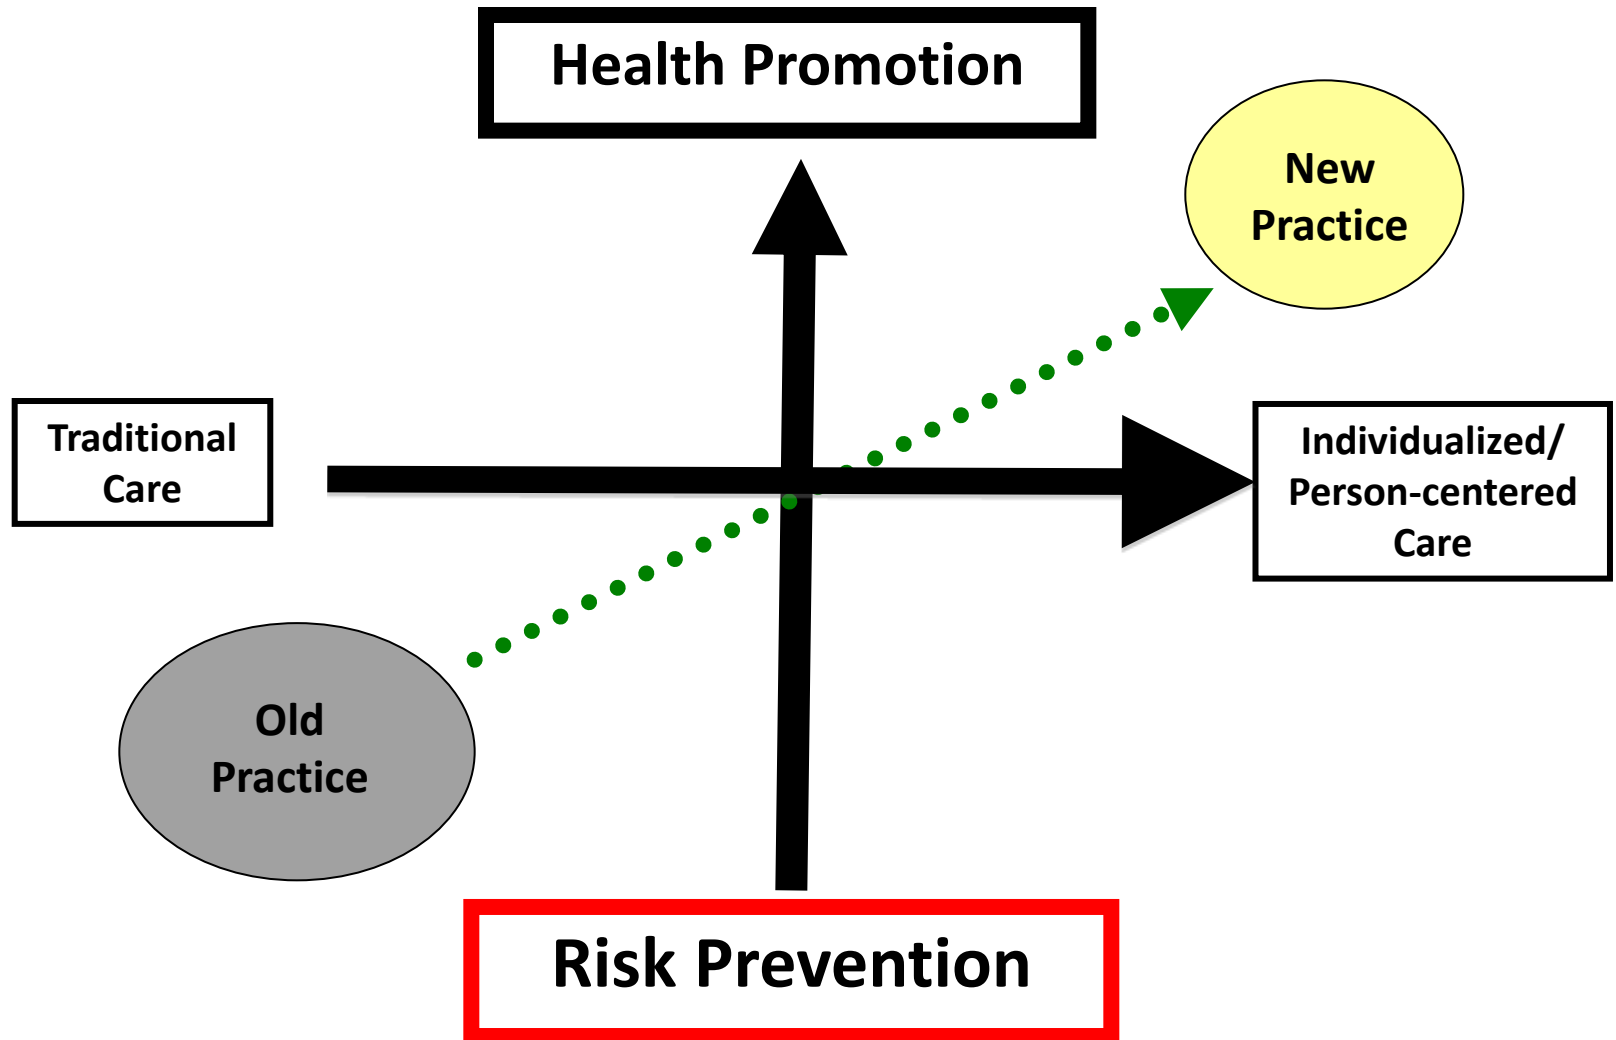 Health Promotion
New
Practice
Traditional
Care
Individualized/
Person-centered
Care
Old
Practice
Risk Prevention